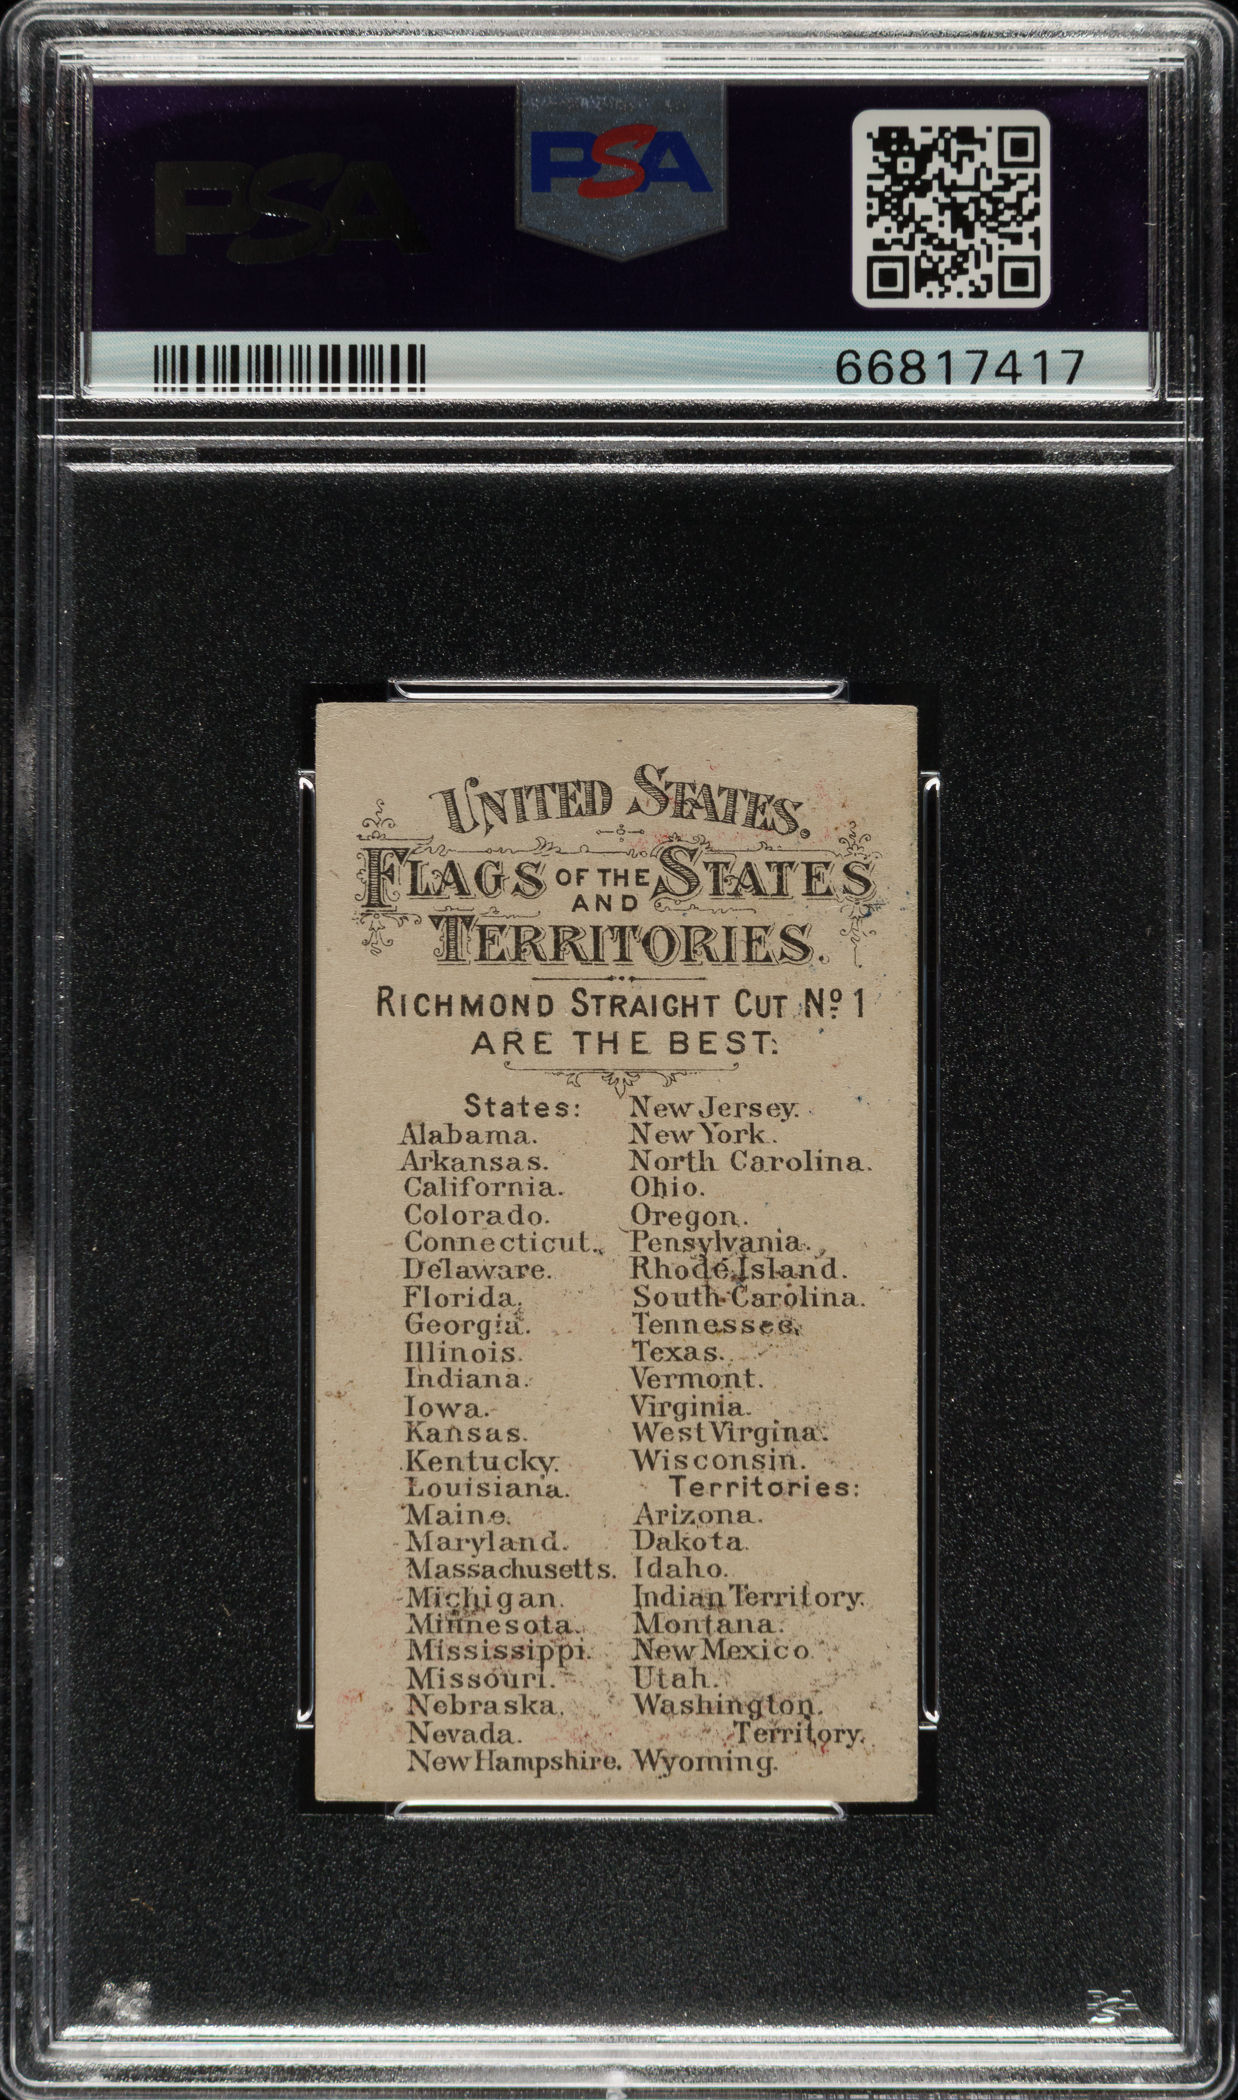 PSA
PSA
66817417
UNITED STATES.
FLAGS OF THE STATES
AND
TERRITORIES.
RICHMOND STRAIGHT CUT Nº 1
ARE THE BEST:
States:
Alabama.
Arkansas.
California.
Colorado.
Connecticut.
Delaware.
Florida.
Georgia.
Illinois.
Indiana.
Iowa.
Kansas.
Kentucky.
Louisiana.
Maine.
Maryland.
Massachusetts.
Michigan.
Minnesota.
Mississippi.
Missouri.
Nebraska.
Nevada.
New Hampshire.
New Jersey.
New York.
North Carolina.
Ohio.
Oregon.
Pensylvania.
Rhode Island.
South Carolina.
Tennessee.
Texas.
Vermont.
Virginia.
West Virgina.
Wisconsin.
Territories:
Arizona.
Dakota.
Idaho.
Indian Territory.
Montana.
New Mexico.
Utah.
Washington.
Territory.
Wyoming.